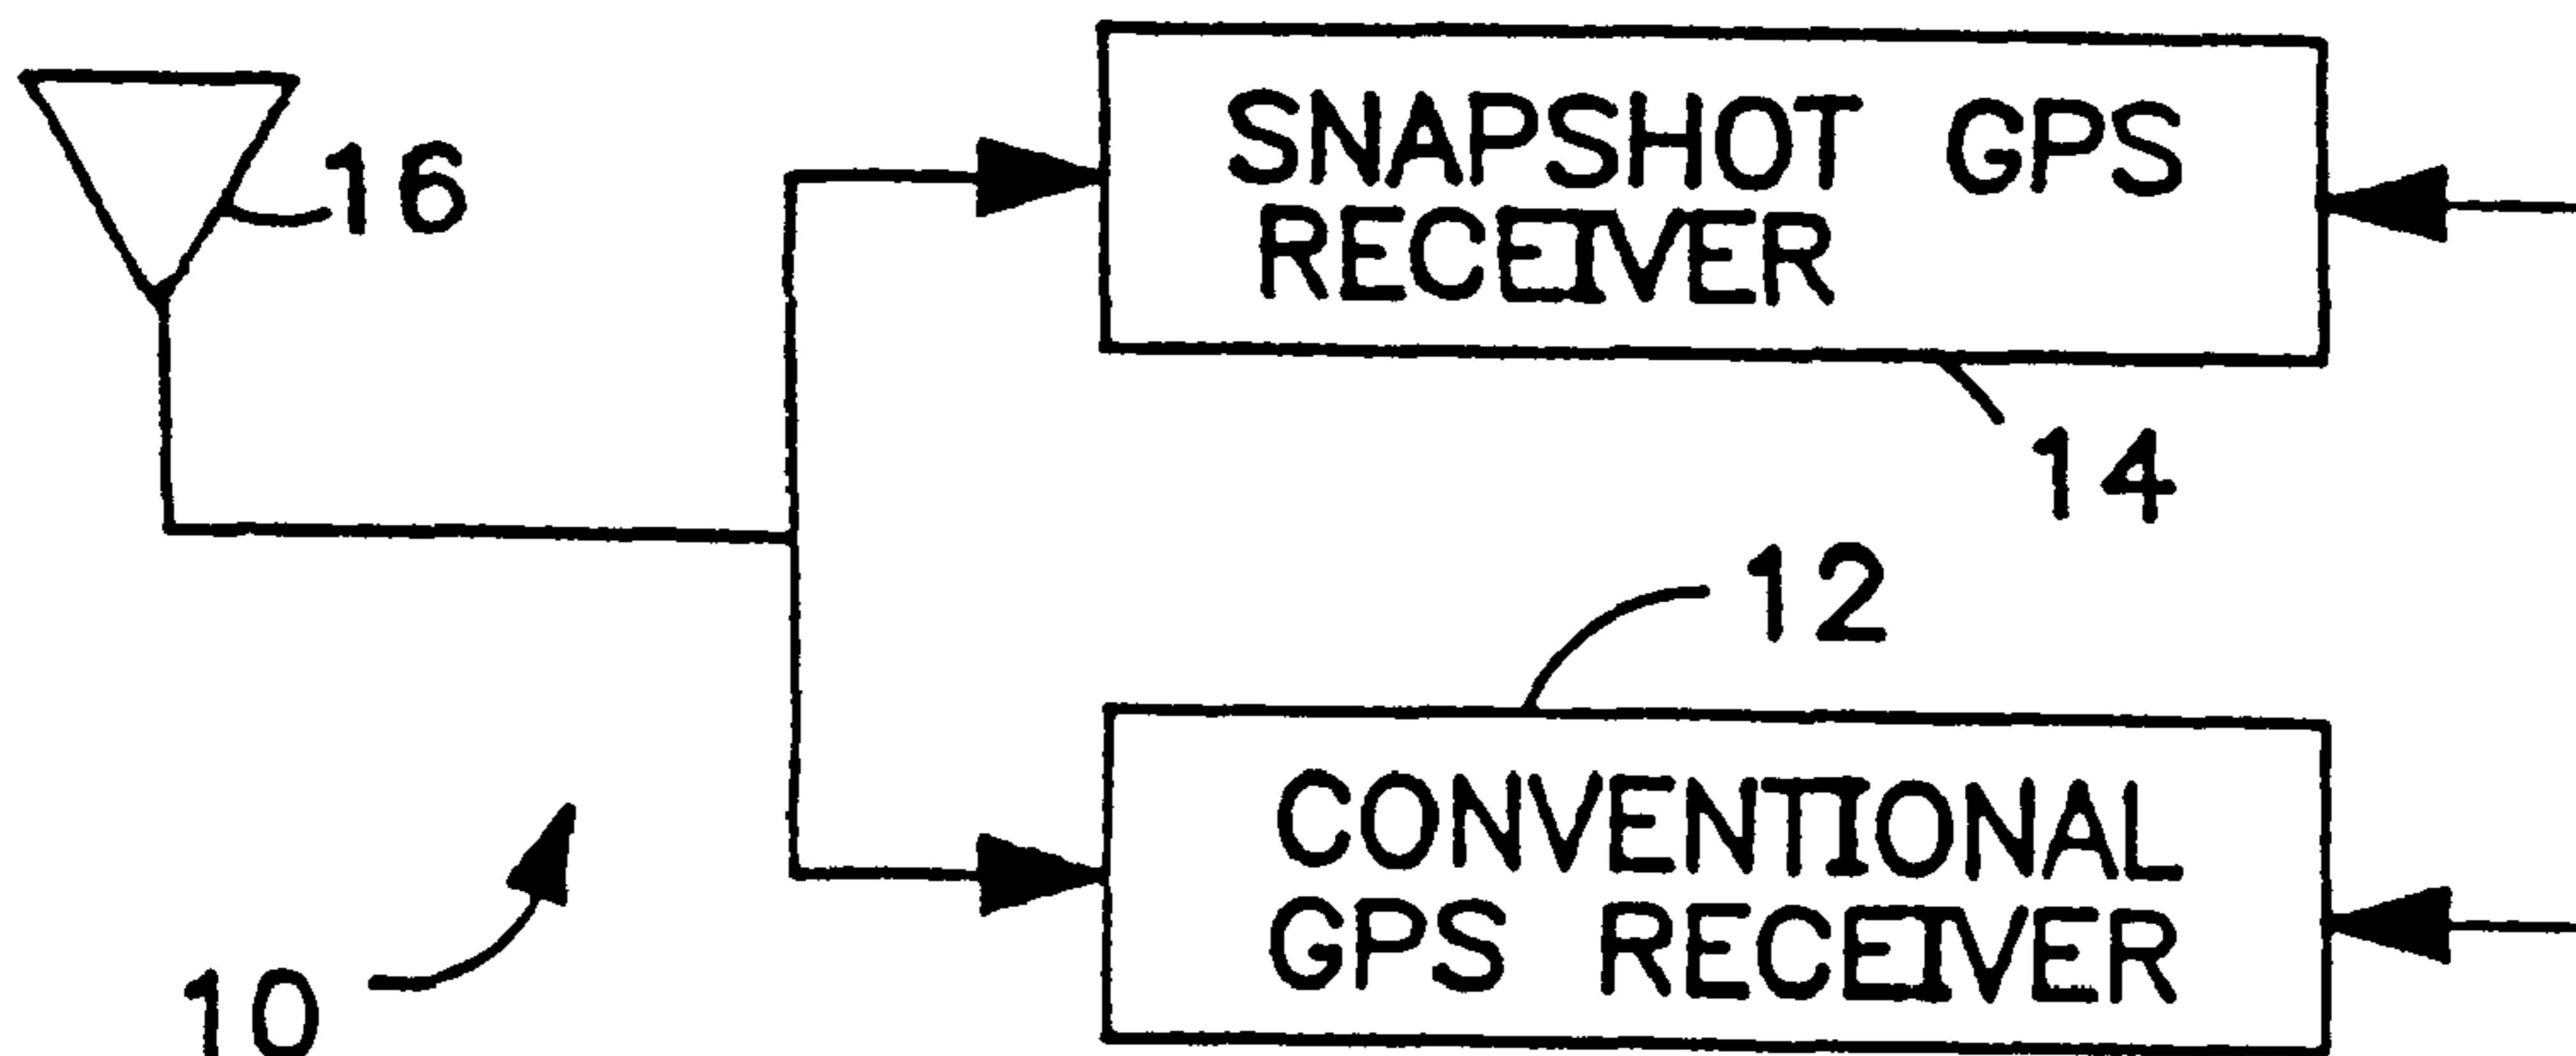 16
SNAPSHOT GPS
RECEIVER
14
12
CONVENTIONAL
GPS RECEIVER
10